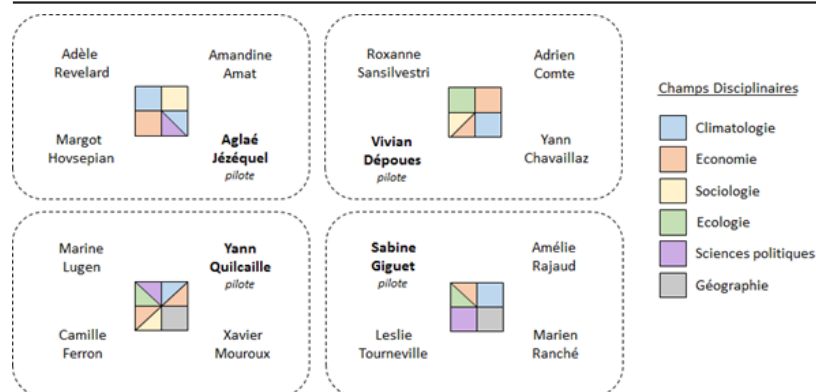 Adèle
Revelard
Amandine
Amat
Margot
Hovsepian
Aglaé
Jézéquel
pilote
Roxanne
Sansilvestri
Adrien
Comte
Vivian
Dépoues
pilote
Yann
Chavaillaz
Marine
Lugen
Yann
Quilcaille
pilote
Camille
Ferron
Xavier
Mouroux
Sabine
Giguet
pilote
Amélie
Rajaud
Leslie
Tourneville
Marien
Ranché
Champs Disciplinaires
Climatologie
Economie
Sociologie
Ecologie
Sciences politiques
Géographie